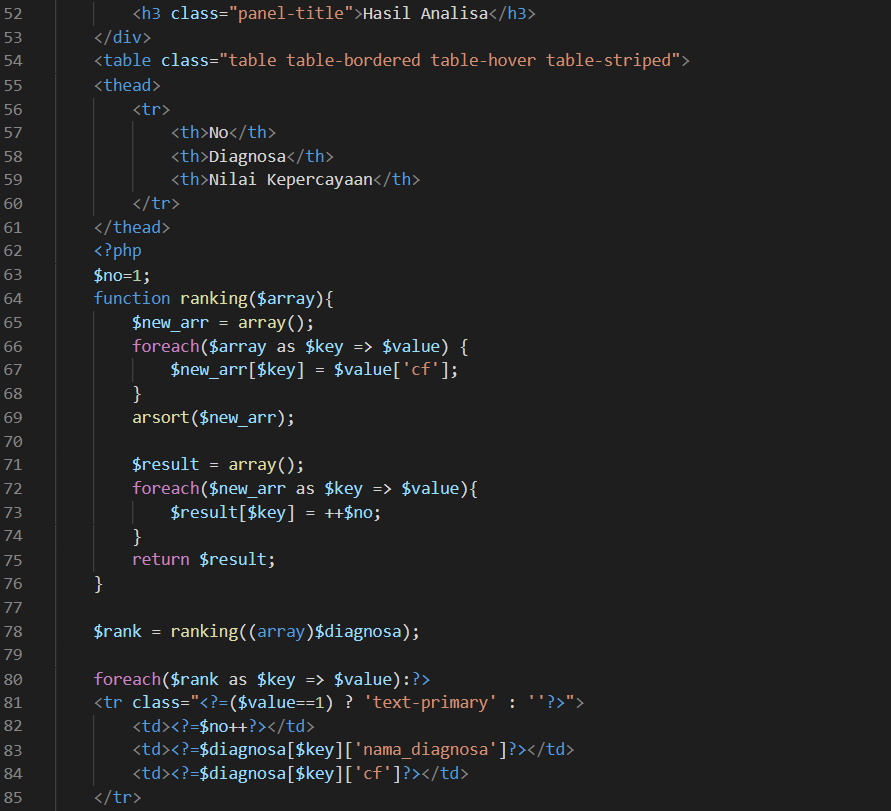 52 <h3 class="panel-title">Hasil Analisa</h3>
53 </div>
54 <table class="table table-bordered table-hover table-striped">
55 <thead>
56 <tr>
57 <th>No</th>
58 <th>Diagnosa</th>
59 <th>Nilai Kepercayaan</th>
60 </tr>
61 </thead>
62 <?php
63 $no=1;
64 function ranking($array){
65 $new_arr = array();
66 foreach($array as $key => $value) {
67 $new_arr[$key] = $value['cf'];
68 }
69 arsort($new_arr);
70
71 $result = array();
72 foreach($new_arr as $key => $value){
73 $result[$key] = ++$no;
74 }
75 return $result;
76 }
77
78 $rank = ranking((array)$diagnosa);
79
80 foreach($rank as $key => $value):?>
81 <tr class="<?=($value==1) ? 'text-primary' : ''?>">
82 <td><?=$no++?></td>
83 <td><?=$diagnosa[$key]['nama_diagnosa']?></td>
84 <td><?=$diagnosa[$key]['cf']?></td>
85 </tr>